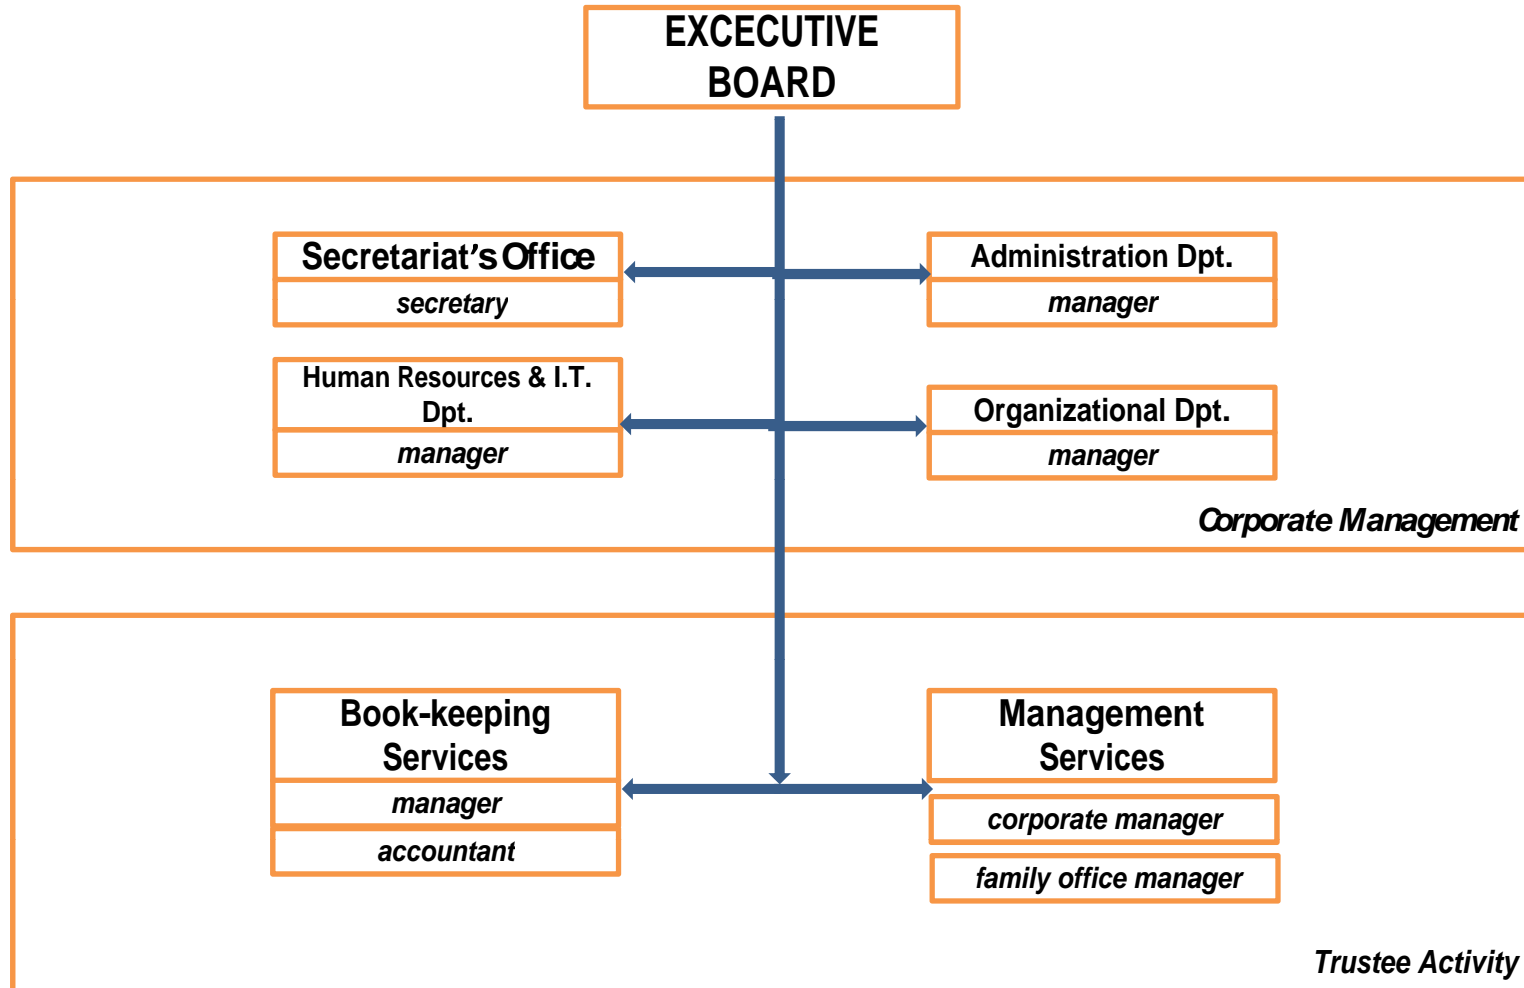 EXCECUTIVE
BOARD
Secretariat's Office
secretary
Administration Dpt.
manager
Human Resources & I.T.
Dpt.
manager
Organizational Dpt.
manager
Corporate Management
Book-keeping
Services
manager
accountant
Management
Services
corporate manager
family office manager
Trustee Activity